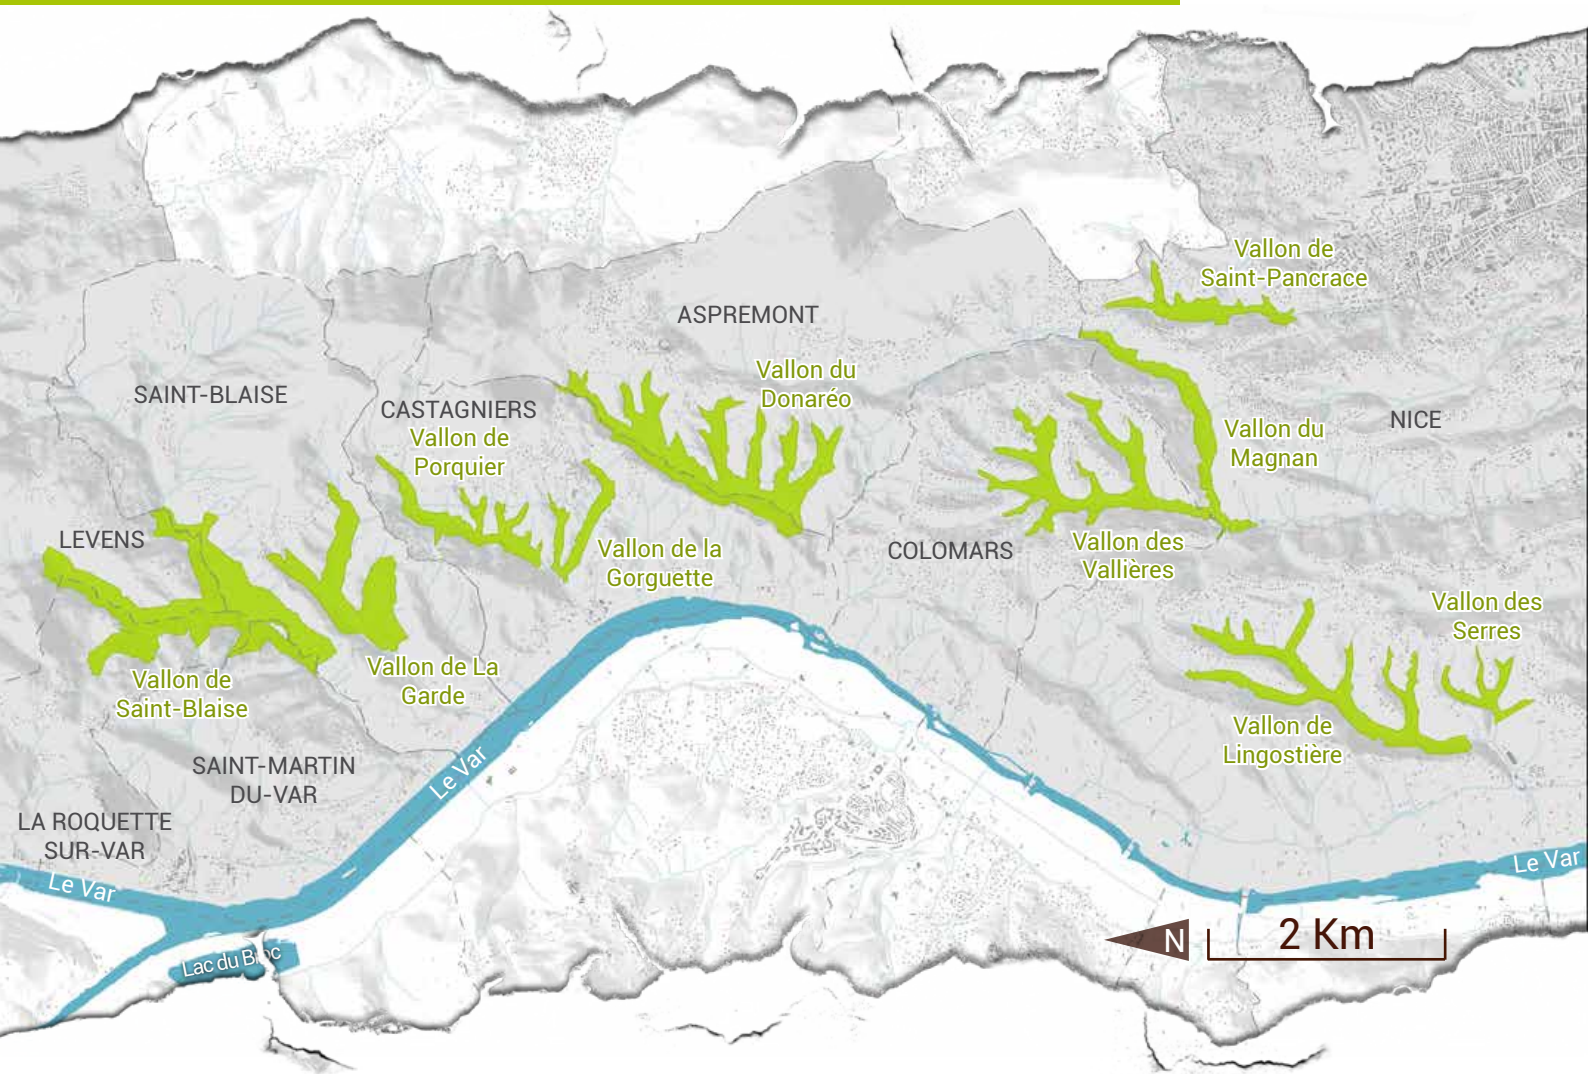 Vallon de
Saint-Pancrace
ASPREMONT
Vallon du
Donaréo
SAINT-BLAISE
CASTAGNIERS
Vallon de
Porquier
NICE
Vallon du
Magnan
LEVENS
Vallon de la
Gorguette
COLOMARS
Vallon des
Vallières
Vallon des
Serres
Vallon de La
Garde
Vallon de
Saint-Blaise
Vallon de
Lingostière
SAINT-MARTIN
DU-VAR
Le Var
LA ROQUETTE
SUR-VAR
Le Var
Le Var
N
2 Km
Lac du Broc